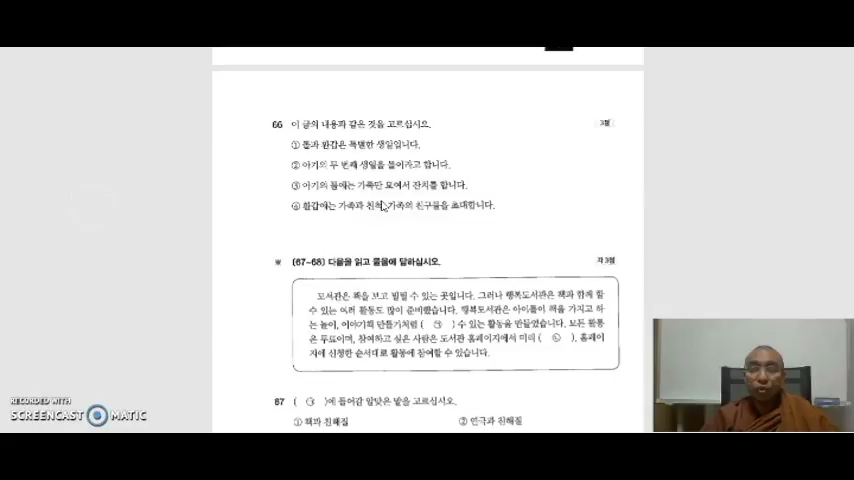 66 이 글의 내용과 같은 것을 고르십시오. 3점
① 돌과 환갑은 특별한 생일입니다.
② 아기의 두 번째 생일을 돌이라고 합니다.
③ 아기의 돌에는 가족만 모여서 잔치를 합니다.
④ 환갑에는 가족과 친척, 가족의 친구들을 초대합니다.
※ [67~68] 다음을 읽고 물음에 답하십시오. 각 3점
도서관은 책을 보고 빌릴 수 있는 곳입니다. 그러나 행복도서관은 책과 함께 할
수 있는 여러 활동도 많이 준비했습니다. 행복도서관은 아이들이 책을 가지고 하
는 놀이, 이야기책 만들기처럼 ( ㉠ ) 수 있는 활동을 만들었습니다. 모든 활동
은 무료이며, 참여하고 싶은 사람은 도서관 홈페이지에서 미리 ( ㉡ ). 홈페이
지에 신청한 순서대로 활동에 참여할 수 있습니다.
67 ( ㉠ )에 들어갈 알맞은 말을 고르십시오.
① 책과 친해질 ② 연극과 친해질
RECORDED WITH
SCREENCAST MATIC